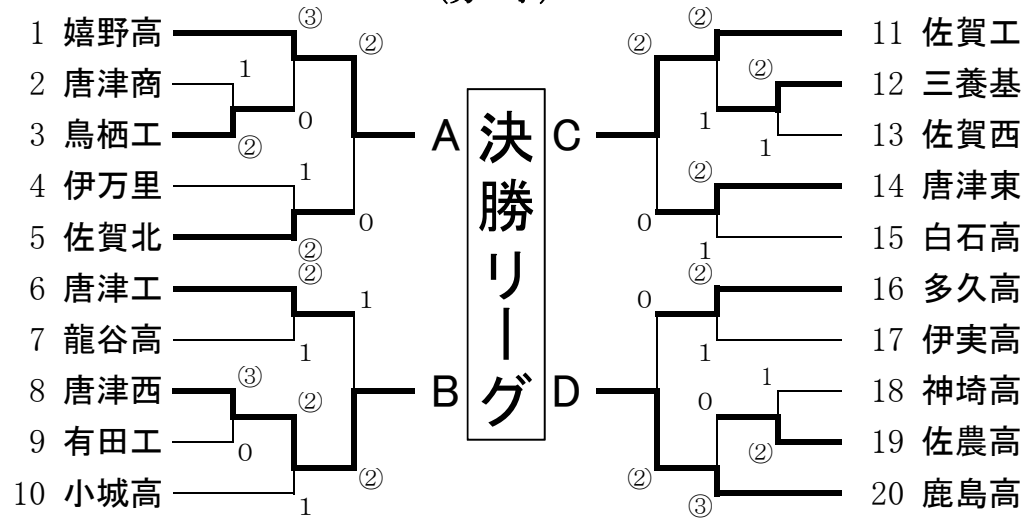 1 嬉野高
2 唐津商
3 鳥栖工
4 伊万里
5 佐賀北
6 唐津工
7 龍谷高
8 唐津西
9 有田工
10 小城高
③
1
0
②
②
1
②
0
②
1
1
③
0
②
1
②
A
B
決勝リーグ
C
D
②
②
②
1
1
②
0
1
0
②
1
1
0
②
②
③
11 佐賀工
12 三養基
13 佐賀西
14 唐津東
15 白石高
16 多久高
17 伊実高
18 神埼高
19 佐農高
20 鹿島高